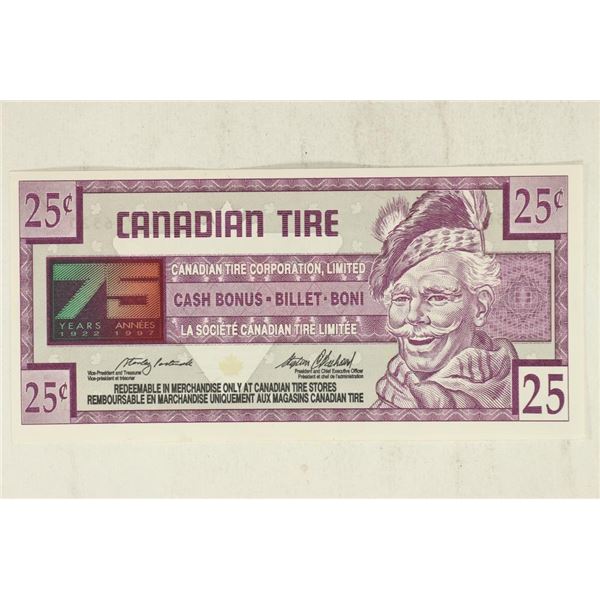 25¢
25¢
CANADIAN TIRE
75
YEARS ANNÉES
1922 1997
CANADIAN TIRE CORPORATION, LIMITED
CASH BONUS • BILLET • BONI
LA SOCIÉTÉ CANADIAN TIRE LIMITÉE
Vice-President and Treasurer
Vice-président et trésorier
President and Chief Executive Officer
Président et chef de l'administration
25¢
REDEEMABLE IN MERCHANDISE ONLY AT CANADIAN TIRE STORES
REMBOURSABLE EN MARCHANDISE UNIQUEMENT AUX MAGASINS CANADIAN TIRE
25